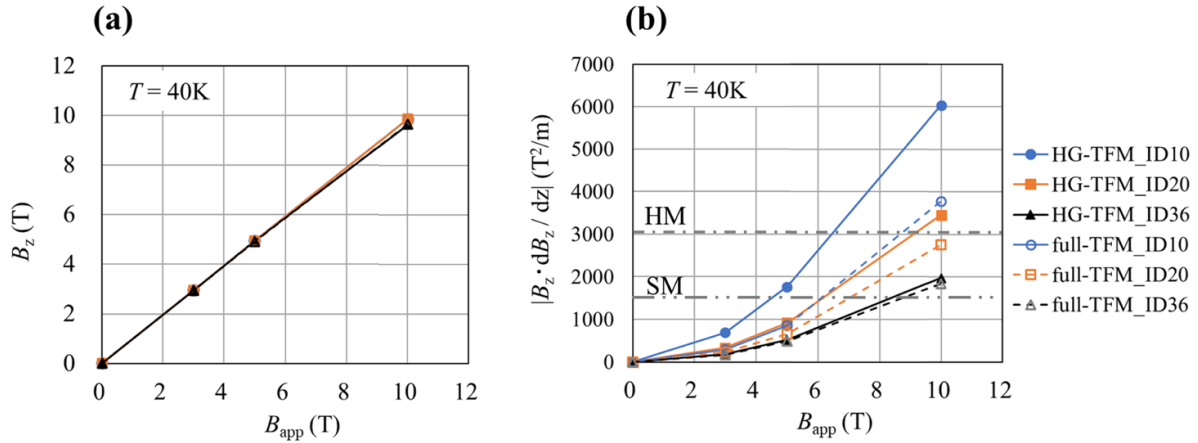 (a)
12
10
8
6
4
2
0
0 2 4 6 8 10 12
T = 40K
Bz (T)
Bapp (T)
(b)
7000
6000
5000
4000
3000
2000
1000
0
0 2 4 6 8 10 12
T = 40K
HM
SM
|Bz・dBz / dz| (T²/m)
Bapp (T)
HG-TFM_ID10
HG-TFM_ID20
HG-TFM_ID36
full-TFM_ID10
full-TFM_ID20
full-TFM_ID36